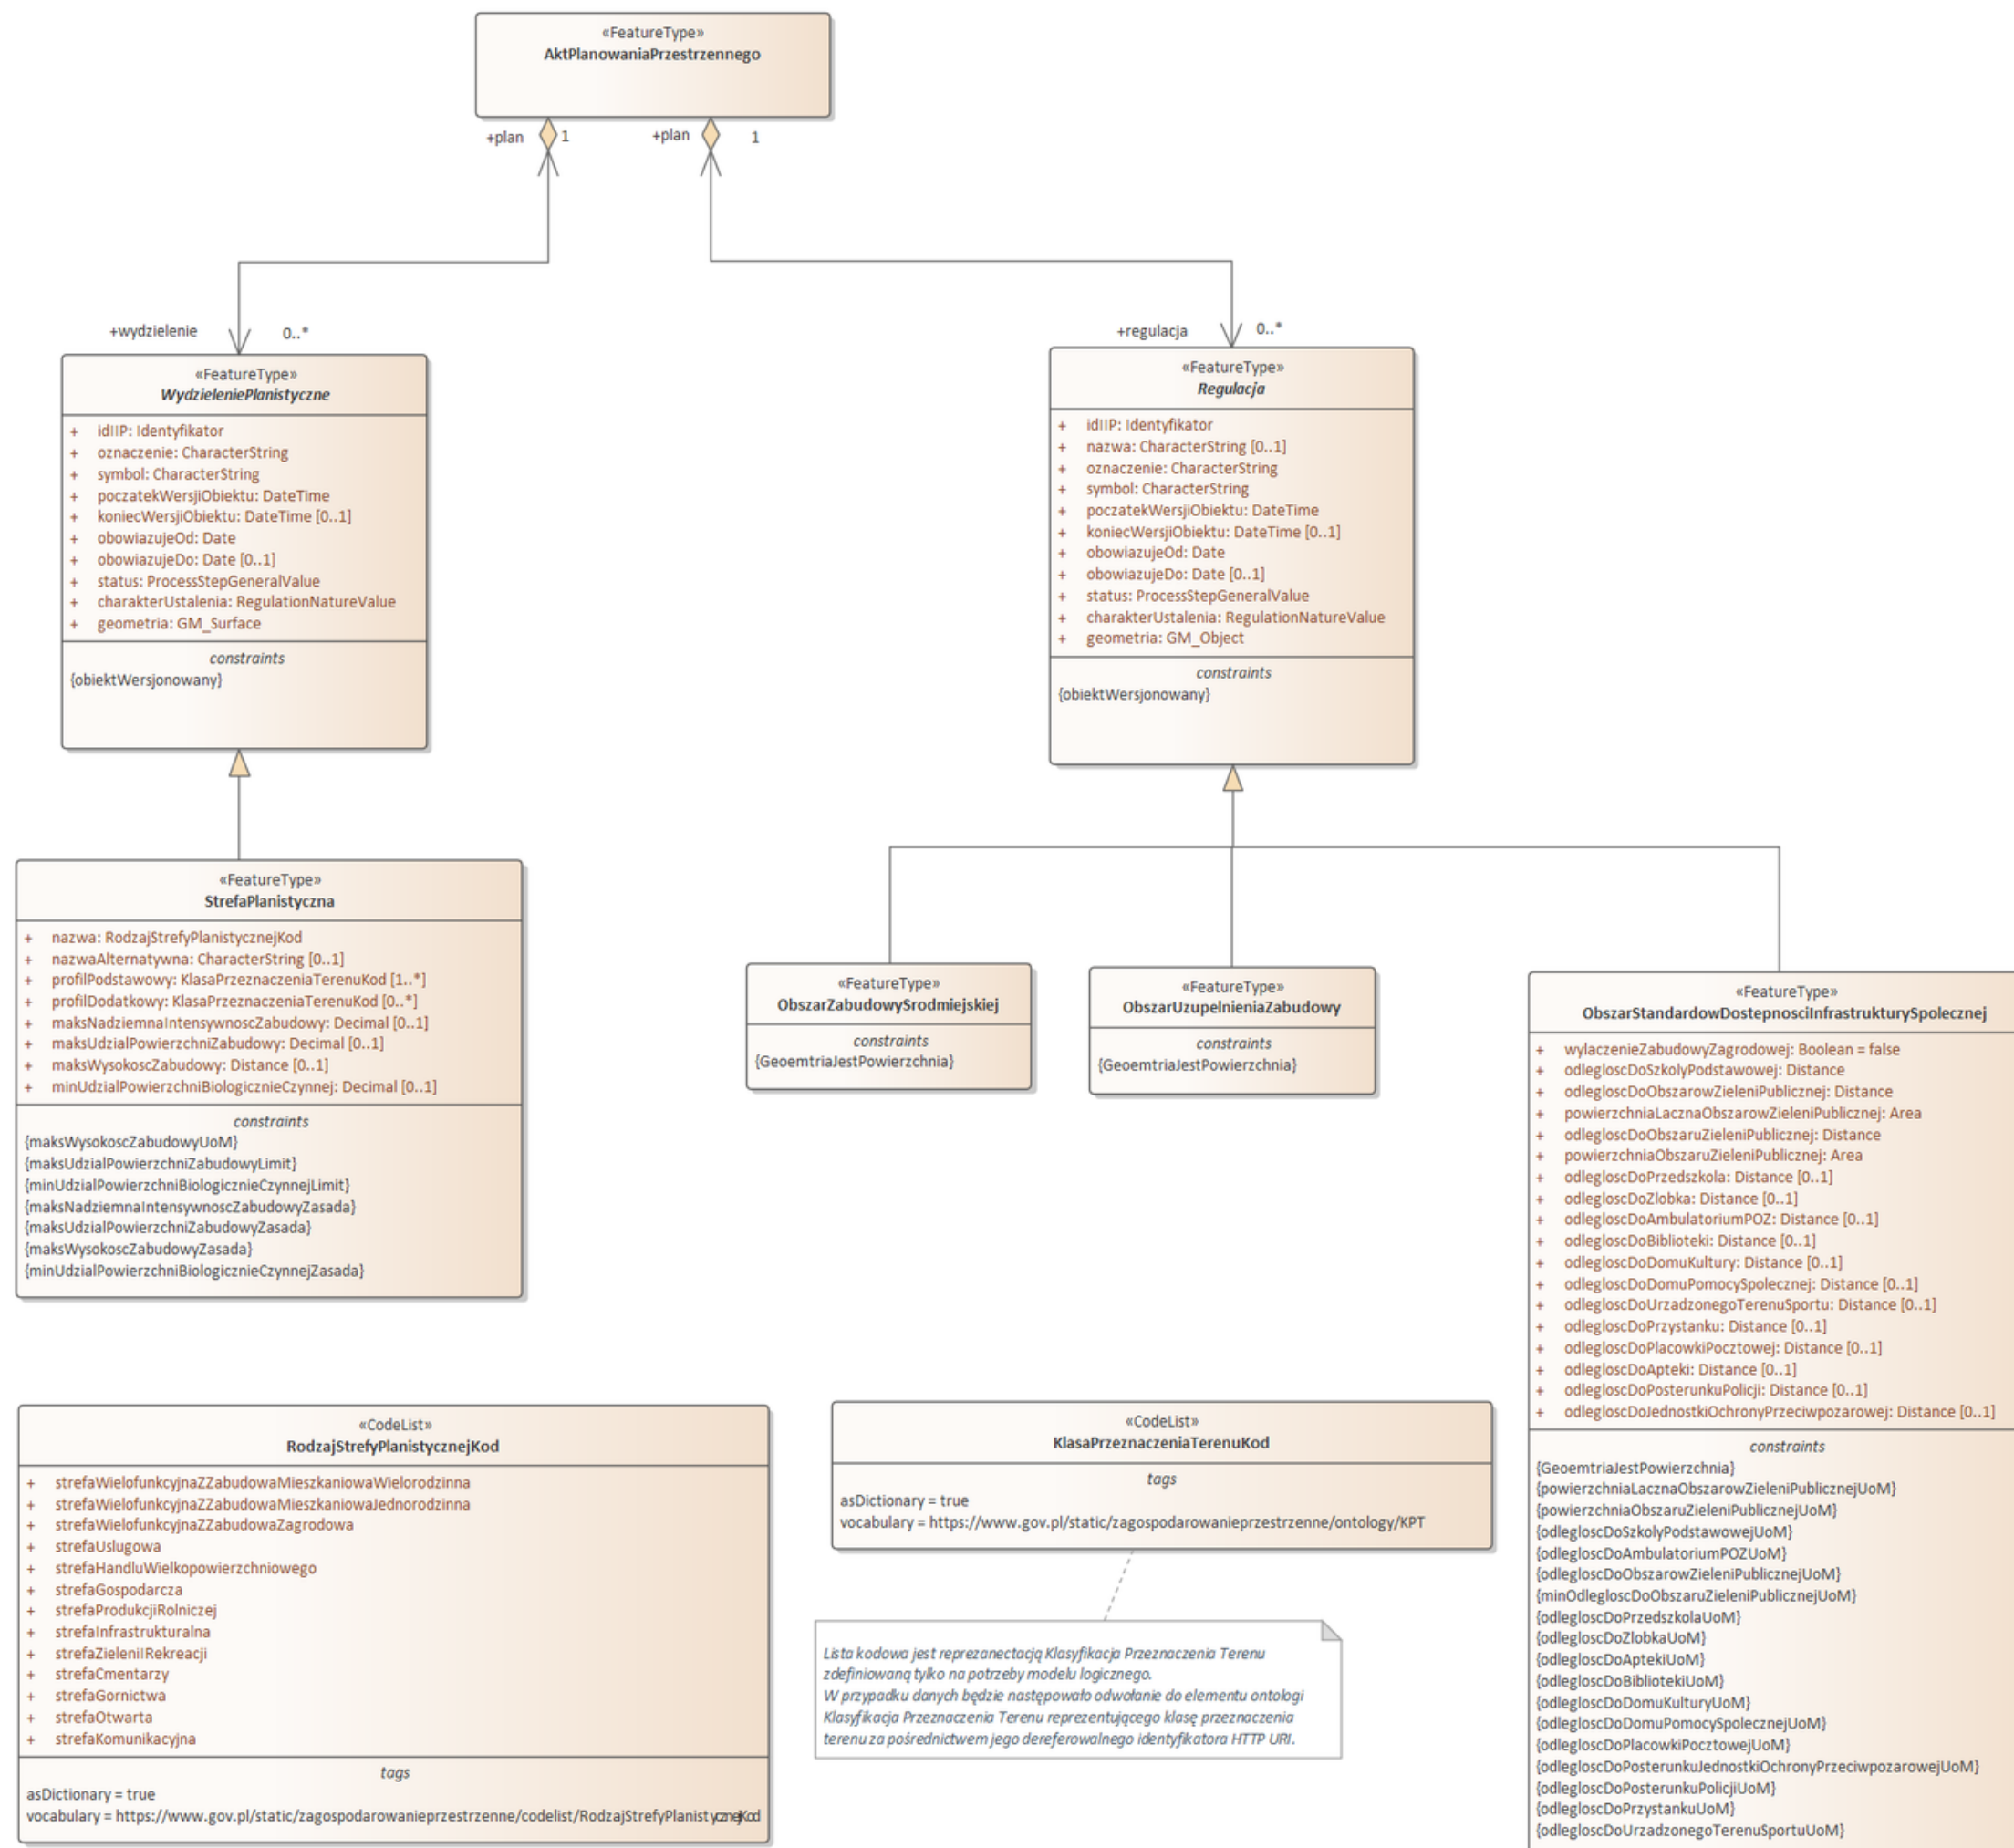 «FeatureType»
AktPlanowaniaPrzestrzennego
+plan
1
+plan
1
+wydzielenie
0..*
+regulacja
0..*
«FeatureType»
WydzieleniePlanistyczne
+ idIIP: Identyfikator
+ oznaczenie: CharacterString
+ symbol: CharacterString
+ poczatekWersjiObiektu: DateTime
+ koniecWersjiObiektu: DateTime [0..1]
+ obowiazujeOd: Date
+ obowiazujeDo: Date [0..1]
+ status: ProcessStepGeneralValue
+ charakterUstalenia: RegulationNatureValue
+ geometria: GM_Surface
constraints
{obiektWersjonowany}
«FeatureType»
Regulacja
+ idIIP: Identyfikator
+ nazwa: CharacterString [0..1]
+ oznaczenie: CharacterString
+ symbol: CharacterString
+ poczatekWersjiObiektu: DateTime
+ koniecWersjiObiektu: DateTime [0..1]
+ obowiazujeOd: Date
+ obowiazujeDo: Date [0..1]
+ status: ProcessStepGeneralValue
+ charakterUstalenia: RegulationNatureValue
+ geometria: GM_Object
constraints
{obiektWersjonowany}
«FeatureType»
StrefaPlanistyczna
+ nazwa: RodzajStrefyPlanistycznejKod
+ nazwaAlternatywna: CharacterString [0..1]
+ profilPodstawowy: KlasaPrzeznaczeniaTerenuKod [1..*]
+ profilDodatkowy: KlasaPrzeznaczeniaTerenuKod [0..*]
+ maksNadziemnaIntensywnoscZabudowy: Decimal [0..1]
+ maksUdzialPowierzchniZabudowy: Decimal [0..1]
+ maksWysokoscZabudowy: Distance [0..1]
+ minUdzialPowierzchniBiologicznieCzynnej: Decimal [0..1]
constraints
{maksWysokoscZabudowyUoM}
{maksUdzialPowierzchniZabudowyLimit}
{minUdzialPowierzchniBiologicznieCzynnejLimit}
{maksNadziemnaIntensywnoscZabudowyZasada}
{maksUdzialPowierzchniZabudowyZasada}
{maksWysokoscZabudowyZasada}
{minUdzialPowierzchniBiologicznieCzynnejZasada}
«FeatureType»
ObszarZabudowySrodmiejskiej
constraints
{GeoemtriaJestPowierzchnia}
«FeatureType»
ObszarUzupelnieniaZabudowy
constraints
{GeoemtriaJestPowierzchnia}
«FeatureType»
ObszarStandardowDostepnosciInfrastrukturySpolecznej
+ wylaczenieZabudowyZagrodowej: Boolean = false
+ odlegloscDoSzkolyPodstawowej: Distance
+ odlegloscDoObszarowZieleniPublicznej: Distance
+ powierzchniaLacznaObszarowZieleniPublicznej: Area
+ odlegloscDoObszaruZieleniPublicznej: Distance
+ powierzchniaObszaruZieleniPublicznej: Area
+ odlegloscDoPrzedszkola: Distance [0..1]
+ odlegloscDoZlobka: Distance [0..1]
+ odlegloscDoAmbulatoriumPOZ: Distance [0..1]
+ odlegloscDoBiblioteki: Distance [0..1]
+ odlegloscDoDomuKultury: Distance [0..1]
+ odlegloscDoDomuPomocySpolecznej: Distance [0..1]
+ odlegloscDoUrzadzonegoTerenuSportu: Distance [0..1]
+ odlegloscDoPrzystanku: Distance [0..1]
+ odlegloscDoPlacowkiPocztowej: Distance [0..1]
+ odlegloscDoApteki: Distance [0..1]
+ odlegloscDoPosterunkuPolicji: Distance [0..1]
+ odlegloscDoJednostkiOchronyPrzeciwpozarowej: Distance [0..1]
constraints
{GeoemtriaJestPowierzchnia}
{powierzchniaLacznaObszarowZieleniPublicznejUoM}
{powierzchniaObszaruZieleniPublicznejUoM}
{odlegloscDoSzkolyPodstawowejUoM}
{odlegloscDoAmbulatoriumPOZUoM}
{odlegloscDoObszarowZieleniPublicznejUoM}
{minOdlegloscDoObszaruZieleniPublicznejUoM}
{odlegloscDoPrzedszkolaUoM}
{odlegloscDoZlobkaUoM}
{odlegloscDoAptekiUoM}
{odlegloscDoBibliotekiUoM}
{odlegloscDoDomuKulturyUoM}
{odlegloscDoDomuPomocySpolecznejUoM}
{odlegloscDoPlacowkiPocztowejUoM}
{odlegloscDoPosterunkuJednostkiOchronyPrzeciwpozarowejUoM}
{odlegloscDoPosterunkuPolicjiUoM}
{odlegloscDoPrzystankuUoM}
{odlegloscDoUrzadzonegoTerenuSportuUoM}
«CodeList»
RodzajStrefyPlanistycznejKod
+ strefaWielofunkcyjnaZZabudowaMieszkaniowaWielorodzinna
+ strefaWielofunkcyjnaZZabudowaMieszkaniowaJednorodzinna
+ strefaWielofunkcyjnaZZabudowaZagrodowa
+ strefaUslugowa
+ strefaHandluWielkopowierzchniowego
+ strefaGospodarcza
+ strefaProdukcjiRolniczej
+ strefaInfrastrukturalna
+ strefaZieleniIRekreacji
+ strefaCmentarzy
+ strefaGornictwa
+ strefaOtwarta
+ strefaKomunikacyjna
tags
asDictionary = true
vocabulary = https://www.gov.pl/static/zagospodarowanieprzestrzenne/codelist/RodzajStrefyPlanistycznejKod
«CodeList»
KlasaPrzeznaczeniaTerenuKod
tags
asDictionary = true
vocabulary = https://www.gov.pl/static/zagospodarowanieprzestrzenne/ontology/KPT
Lista kodowa jest reprezanectacją Klasyfikacja Przeznaczenia Terenu
zdefiniowaną tylko na potrzeby modelu logicznego.
W przypadku danych będzie następowało odwołanie do elementu ontologi
Klasyfikacja Przeznaczenia Terenu reprezentującego klasę przeznaczenia
terenu za pośrednictwem jego dereferowalnego identyfikatora HTTP URI.